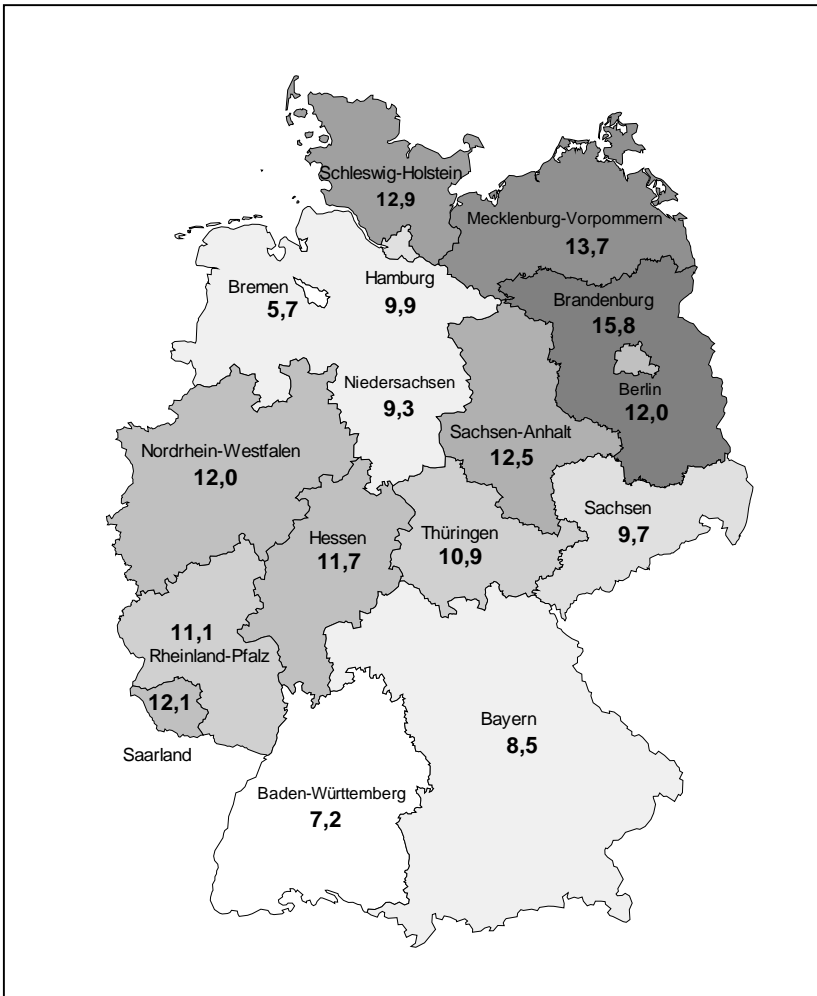 Schleswig-Holstein
12,9
Mecklenburg-Vorpommern
13,7
Hamburg
9,9
Bremen
5,7
Brandenburg
15,8
Berlin
12,0
Niedersachsen
9,3
Sachsen-Anhalt
12,5
Nordrhein-Westfalen
12,0
Sachsen
9,7
Hessen
11,7
Thüringen
10,9
11,1
Rheinland-Pfalz
12,1
Saarland
Bayern
8,5
Baden-Württemberg
7,2